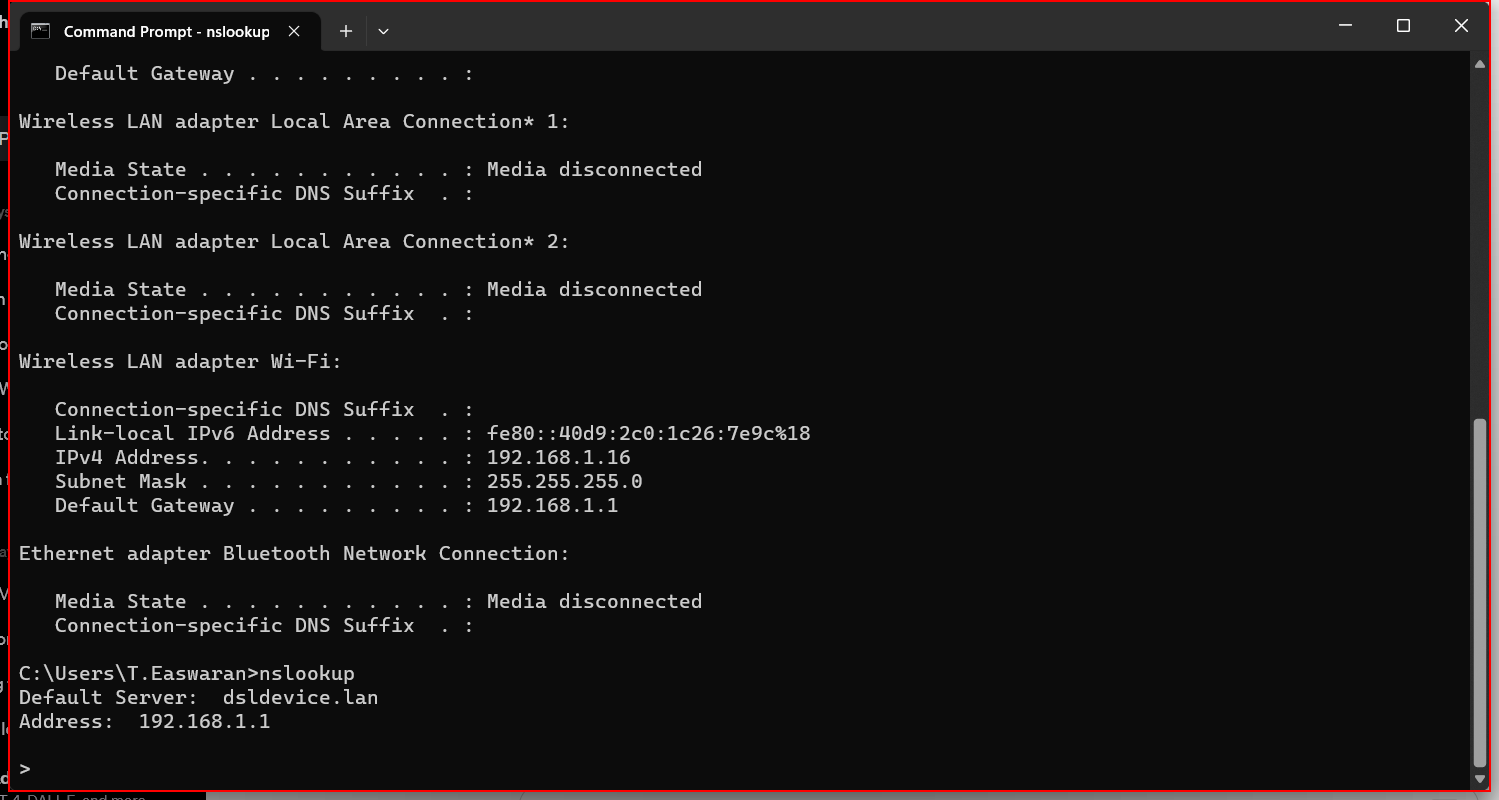 Command Prompt - nslookup
   Default Gateway . . . . . . . . . :

Wireless LAN adapter Local Area Connection* 1:

   Media State . . . . . . . . . . . : Media disconnected
   Connection-specific DNS Suffix  . :

Wireless LAN adapter Local Area Connection* 2:

   Media State . . . . . . . . . . . : Media disconnected
   Connection-specific DNS Suffix  . :

Wireless LAN adapter Wi-Fi:

   Connection-specific DNS Suffix  . :
   Link-local IPv6 Address . . . . . : fe80::40d9:2c0:1c26:7e9c%18
   IPv4 Address. . . . . . . . . . . : 192.168.1.16
   Subnet Mask . . . . . . . . . . . : 255.255.255.0
   Default Gateway . . . . . . . . . : 192.168.1.1

Ethernet adapter Bluetooth Network Connection:

   Media State . . . . . . . . . . . : Media disconnected
   Connection-specific DNS Suffix  . :

C:\Users\T.Easwaran>nslookup
Default Server:  dsldevice.lan
Address:  192.168.1.1

>